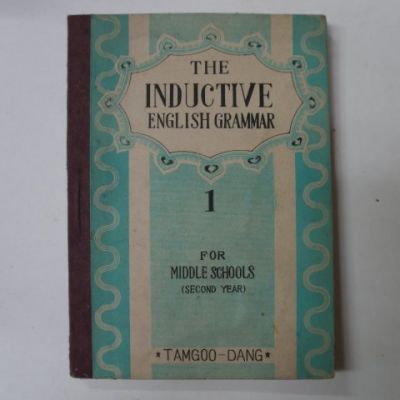 THE
INDUCTIVE
ENGLISH GRAMMAR
1
FOR
MIDDLE SCHOOLS
(SECOND YEAR)
★TAMGOO-DANG★